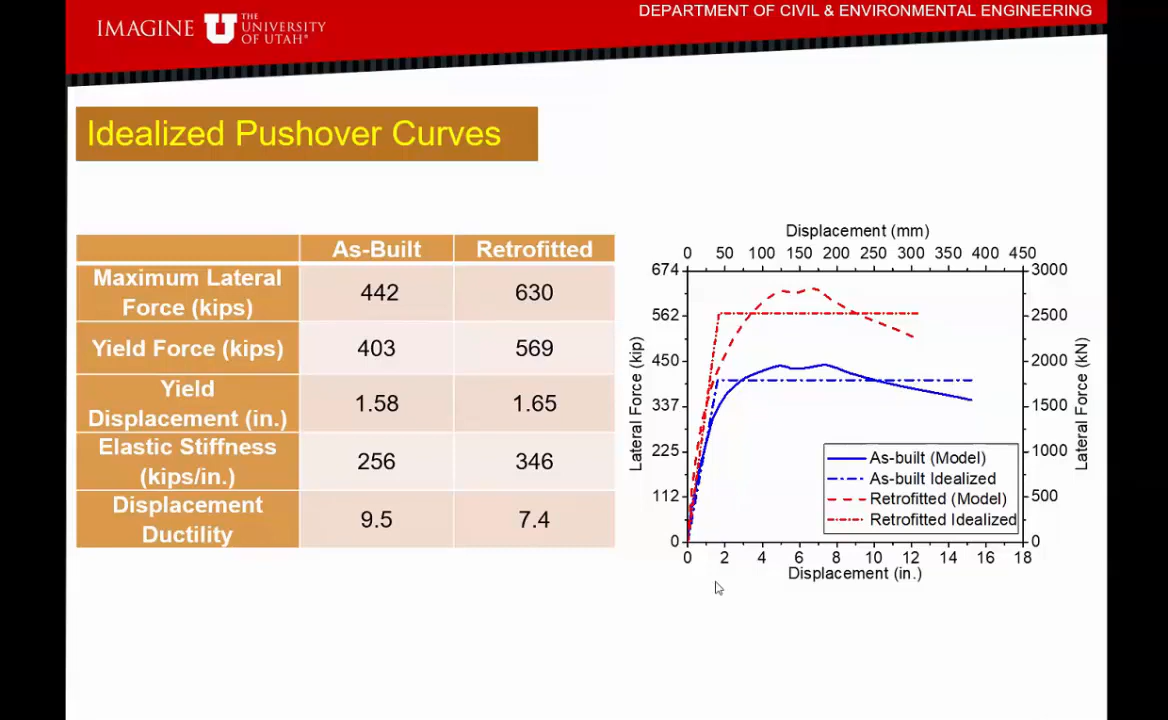 DEPARTMENT OF CIVIL & ENVIRONMENTAL ENGINEERING
IMAGINE U THE UNIVERSITY OF UTAH®
Idealized Pushover Curves
As-Built Retrofitted
Maximum Lateral Force (kips) 442 630
Yield Force (kips) 403 569
Yield Displacement (in.) 1.58 1.65
Elastic Stiffness (kips/in.) 256 346
Displacement Ductility 9.5 7.4
Displacement (mm)
0 50 100 150 200 250 300 350 400 450
674 3000
562 2500
450 2000
337 1500
225 1000
112 500
0 0
Lateral Force (kip)
Lateral Force (kN)
As-built (Model)
As-built Idealized
Retrofitted (Model)
Retrofitted Idealized
0 2 4 6 8 10 12 14 16 18
Displacement (in.)